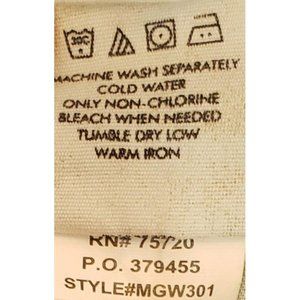 30C
MACHINE WASH SEPARATELY
COLD WATER
ONLY NON-CHLORINE
BLEACH WHEN NEEDED
TUMBLE DRY LOW
WARM IRON
RN# 75720
P.O. 379455
STYLE#MGW301